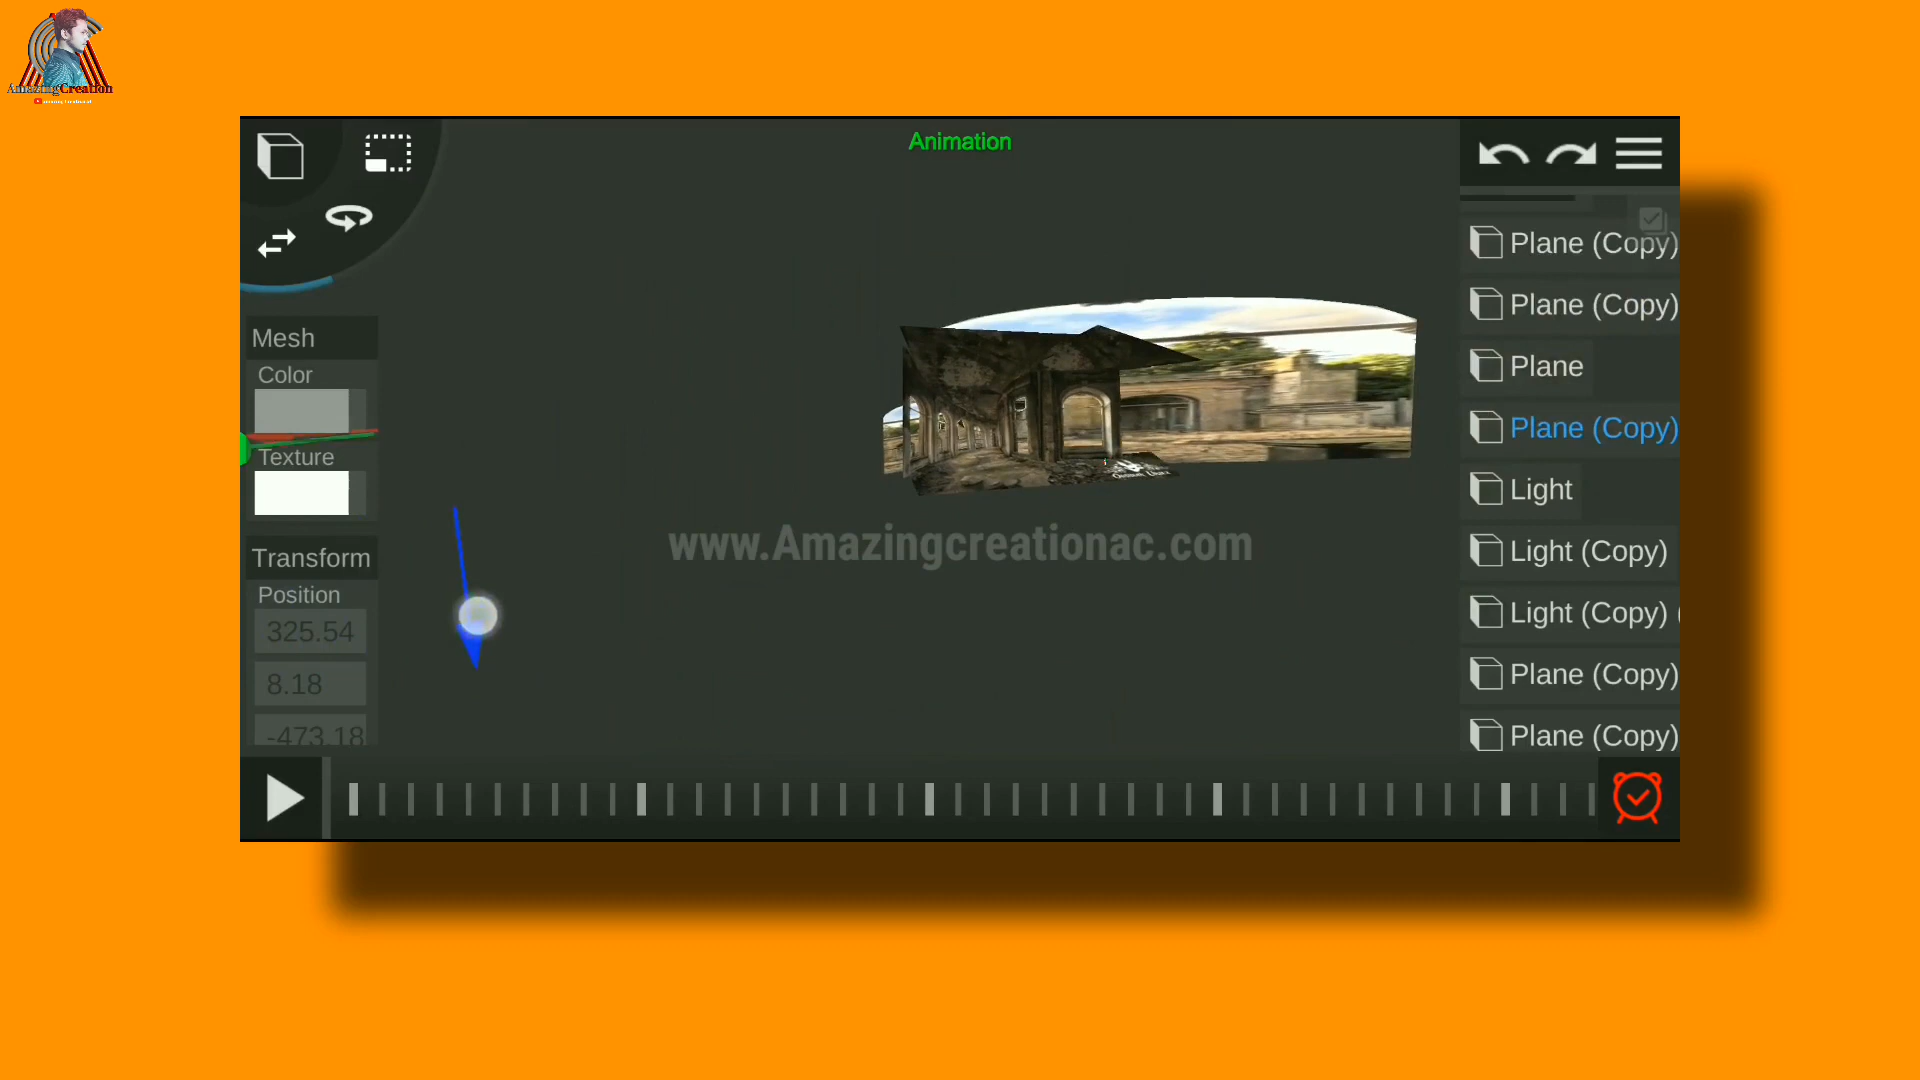 AmazingCreation
Animation
Mesh
Color
Texture
Transform
Position
325.54
8.18
-473.18
Plane (Copy)
Plane (Copy)
Plane
Plane (Copy)
Light
Light (Copy)
Light (Copy) (
Plane (Copy)
Plane (Copy)
www.Amazingcreationac.com